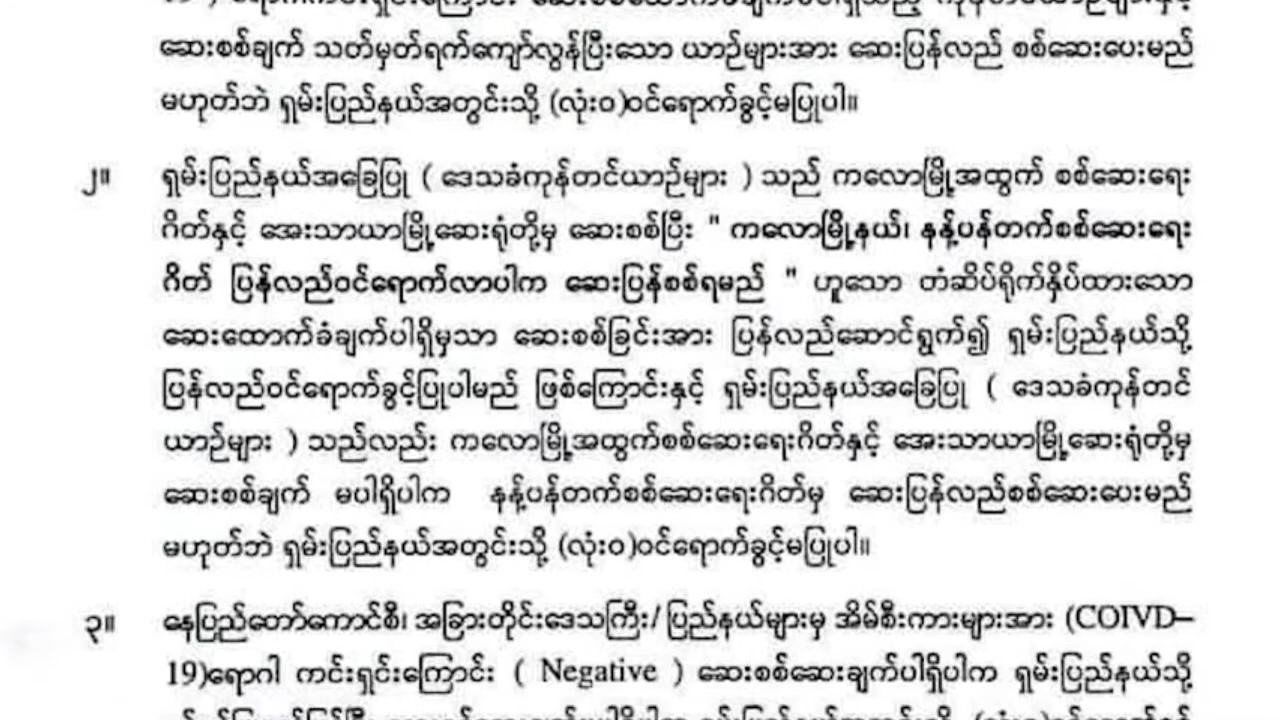 ဆေးစစ်ချက် သတ်မှတ်ရက်ကျော်လွန်ပြီးသော ယာဉ်များအား ဆေးပြန်လည် စစ်ဆေးပေးမည်
မဟုတ်ဘဲ ရှမ်းပြည်နယ်အတွင်းသို့ (လုံးဝ)ဝင်ရောက်ခွင့်မပြုပါ။
၂။ ရှမ်းပြည်နယ်အခြေပြု ( ဒေသခံကုန်တင်ယာဉ်များ ) သည် ကလောမြို့အထွက် စစ်ဆေးရေး
ဂိတ်နှင့် အေးသာယာမြို့ဆေးရုံတို့မှ ဆေးစစ်ပြီး " ကလောမြို့နယ်၊ နန့်ပန်တက်စစ်ဆေးရေး
ဂိတ် ပြန်လည်ဝင်ရောက်လာပါက ဆေးပြန်စစ်ရမည် " ဟူသော တံဆိပ်ရိုက်နှိပ်ထားသော
ဆေးထောက်ခံချက်ပါရှိမှသာ ဆေးစစ်ခြင်းအား ပြန်လည်ဆောင်ရွက်၍ ရှမ်းပြည်နယ်သို့
ပြန်လည်ဝင်ရောက်ခွင့်ပြုပါမည် ဖြစ်ကြောင်းနှင့် ရှမ်းပြည်နယ်အခြေပြု ( ဒေသခံကုန်တင်
ယာဉ်များ ) သည်လည်း ကလောမြို့အထွက်စစ်ဆေးရေးဂိတ်နှင့် အေးသာယာမြို့ဆေးရုံတို့မှ
ဆေးစစ်ချက် မပါရှိပါက နန့်ပန်တက်စစ်ဆေးရေးဂိတ်မှ ဆေးပြန်လည်စစ်ဆေးပေးမည်
မဟုတ်ဘဲ ရှမ်းပြည်နယ်အတွင်းသို့ (လုံးဝ)ဝင်ရောက်ခွင့်မပြုပါ။
၃။ နေပြည်တော်ကောင်စီ၊ အခြားတိုင်းဒေသကြီး/ ပြည်နယ်များမှ အိမ်စီးကားများအား (COIVD–
19)ရောဂါ ကင်းရှင်းကြောင်း ( Negative ) ဆေးစစ်ဆေးချက်ပါရှိပါက ရှမ်းပြည်နယ်သို့